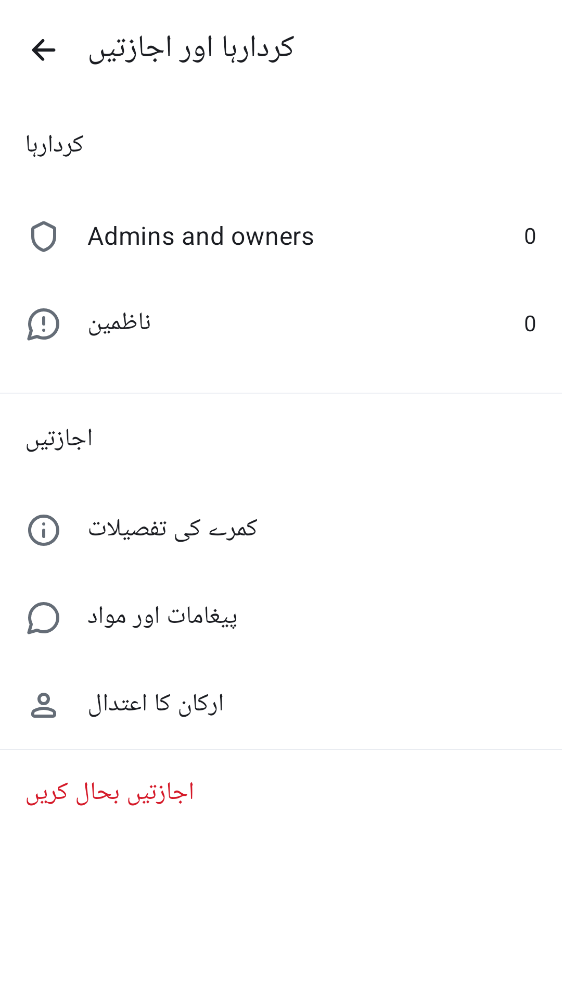 کردارہا اور اجازتیں
کردارہا
Admins and owners 0
ناظمین 0
اجازتیں
کمرے کی تفصیلات
پیغامات اور مواد
ارکان کا اعتدال
اجازتیں بحال کریں